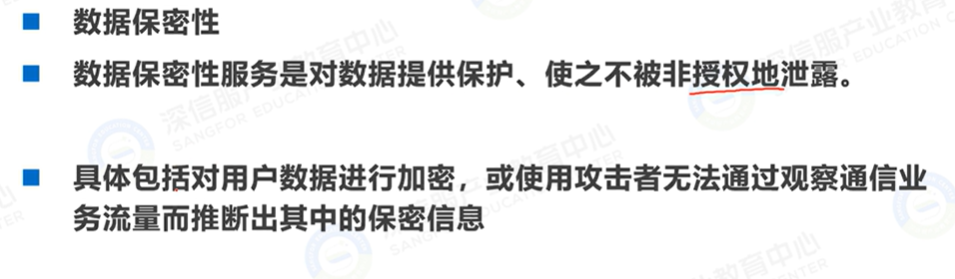 数据保密性
数据保密性服务是对数据提供保护、使之不被非授权地泄露。
具体包括对用户数据进行加密，或使用攻击者无法通过观察通信业
务流量而推断出其中的保密信息
深信服产业教育中心
SANGFOR EDUCATION CENTER